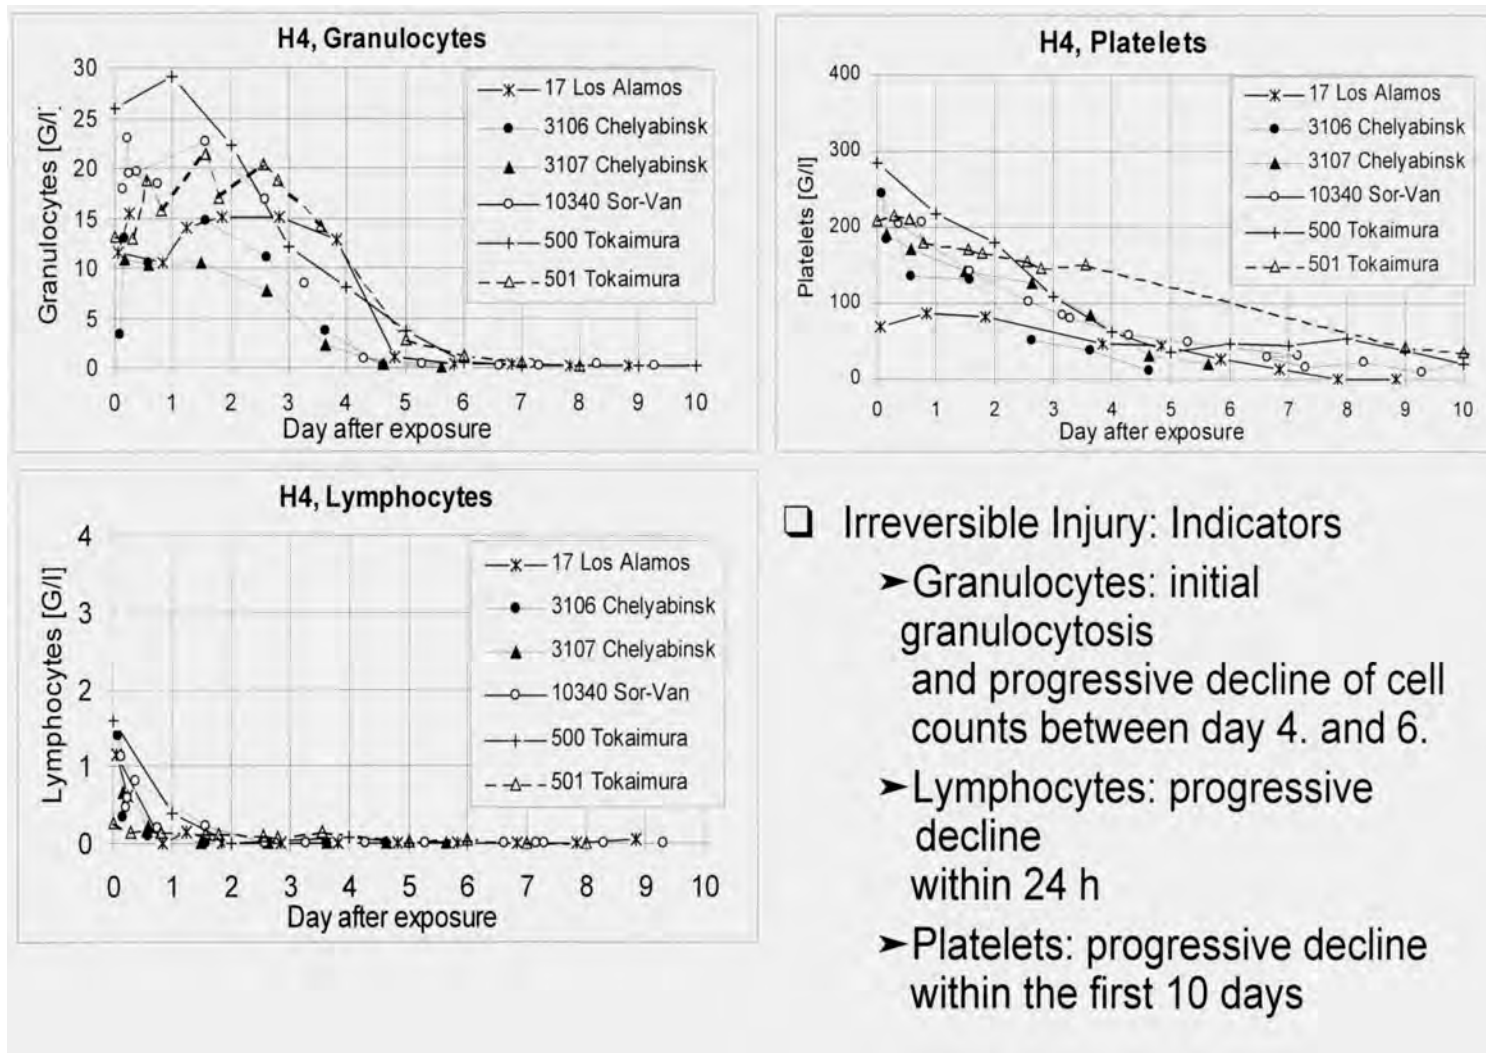 H4, Granulocytes
Granulocytes [G/l]
30
25
20
15
10
5
0
0 1 2 3 4 5 6 7 8 9 10
Day after exposure
17 Los Alamos
3106 Chelyabinsk
3107 Chelyabinsk
10340 Sor-Van
500 Tokaimura
501 Tokaimura
H4, Platelets
Platelets [G/l]
400
300
200
100
0
0 1 2 3 4 5 6 7 8 9 10
Day after exposure
17 Los Alamos
3106 Chelyabinsk
3107 Chelyabinsk
10340 Sor-Van
500 Tokaimura
501 Tokaimura
H4, Lymphocytes
Lymphocytes [G/l]
4
3
2
1
0
0 1 2 3 4 5 6 7 8 9 10
Day after exposure
17 Los Alamos
3106 Chelyabinsk
3107 Chelyabinsk
10340 Sor-Van
500 Tokaimura
501 Tokaimura
❑ Irreversible Injury: Indicators
➤Granulocytes: initial
granulocytosis
and progressive decline of cell
counts between day 4. and 6.
➤Lymphocytes: progressive
decline
within 24 h
➤Platelets: progressive decline
within the first 10 days